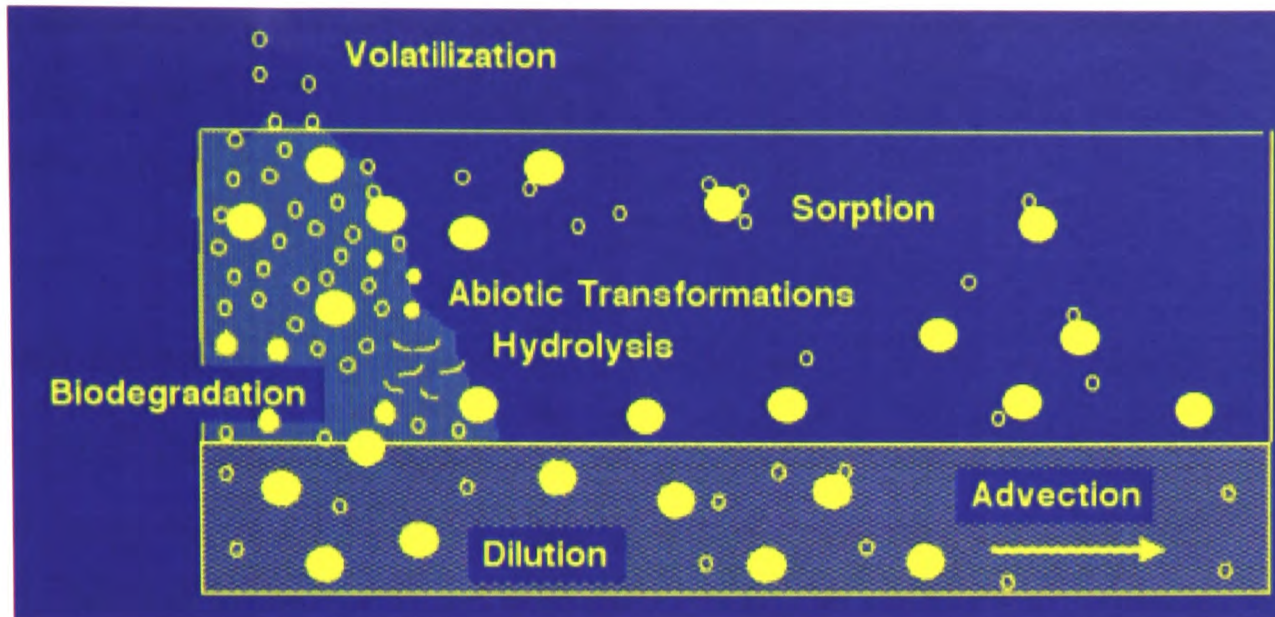 Volatilization
Sorption
Abiotic Transformations
Hydrolysis
Biodegradation
Advection
Dilution